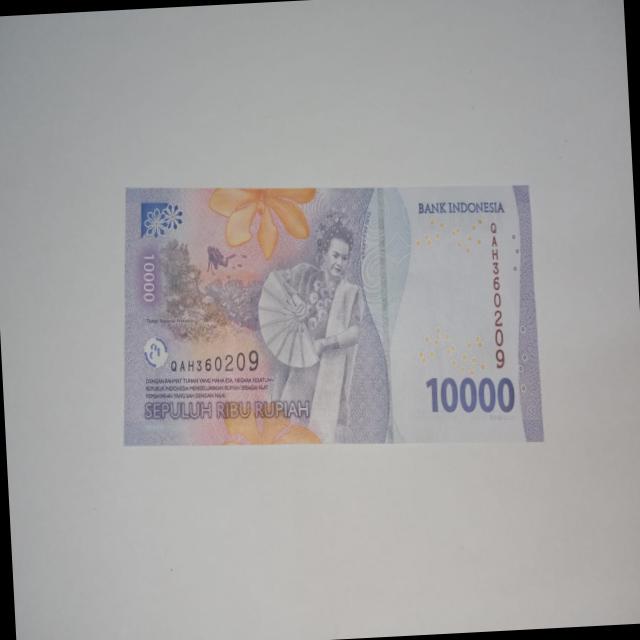 BANK INDONESIA
QAH360209
10000
QAH360209
DENGAN RAHMAT TUHAN YANG MAHA ESA, NEGARA KESATUAN
REPUBLIK INDONESIA MENGELUARKAN RUPIAH SEBAGAI ALAT
PEMBAYARAN YANG SAH DENGAN NILAI
SEPULUH RIBU RUPIAH
10000